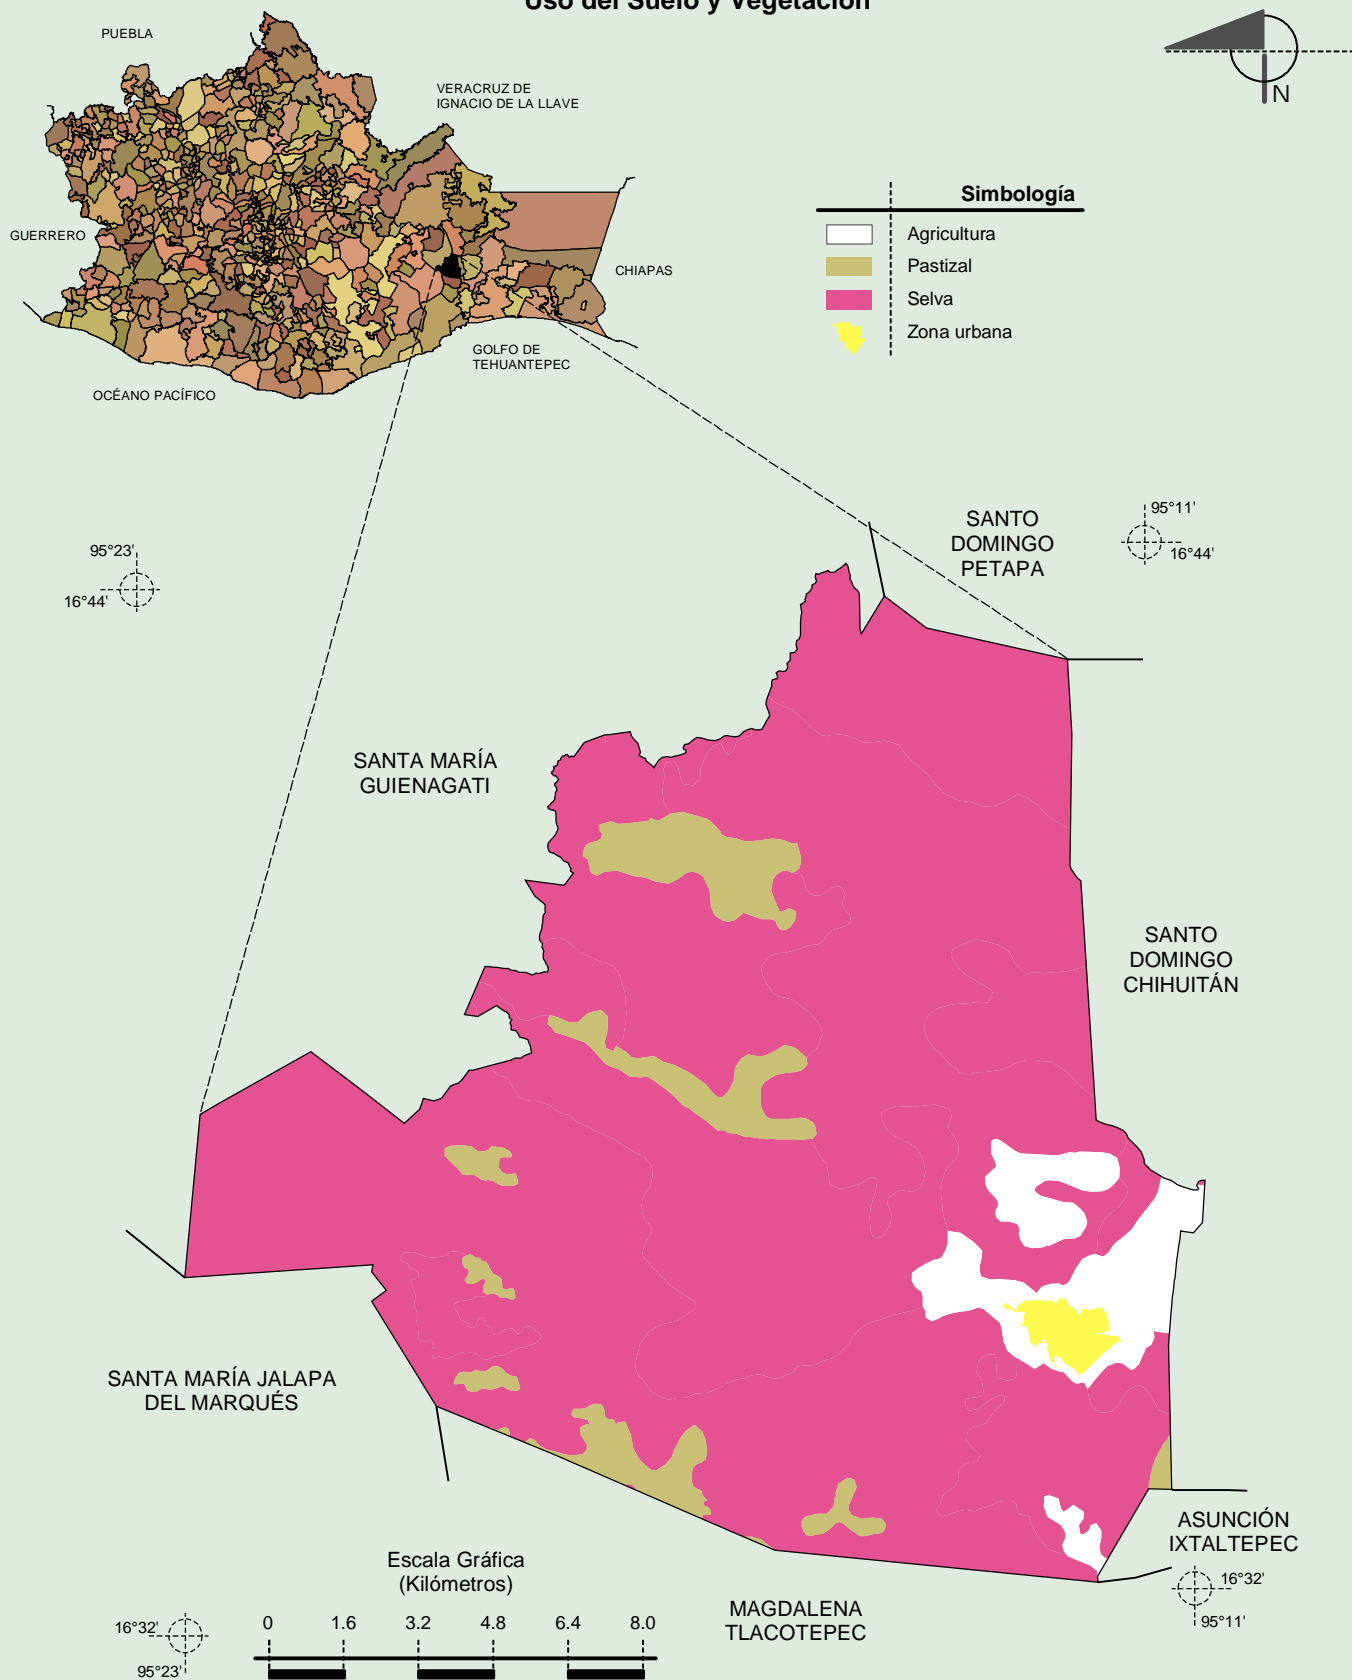 Uso del Suelo y Vegetación
PUEBLA
VERACRUZ DE
IGNACIO DE LA LLAVE
N
Simbología
Agricultura
Pastizal
Selva
Zona urbana
GUERRERO
CHIAPAS
GOLFO DE
TEHUANTEPEC
OCÉANO PACÍFICO
95°23'
16°44'
SANTO
DOMINGO
PETAPA
95°11'
16°44'
SANTA MARÍA
GUIENAGATI
SANTO
DOMINGO
CHIHUITÁN
SANTA MARÍA JALAPA
DEL MARQUÉS
ASUNCIÓN
IXTALTEPEC
16°32'
95°11'
Escala Gráfica
(Kilómetros)
0 1.6 3.2 4.8 6.4 8.0
MAGDALENA
TLACOTEPEC
16°32'
95°23'